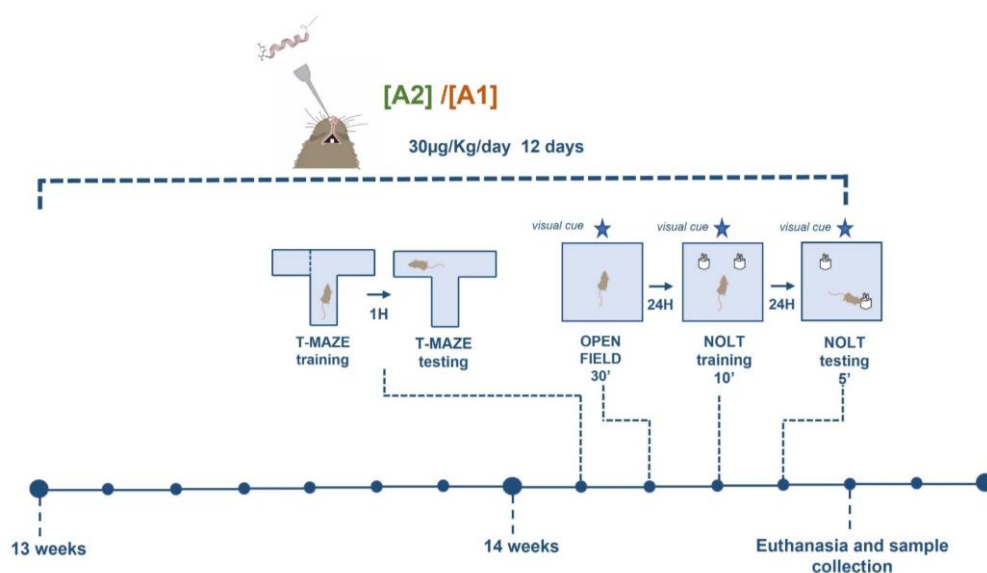 [A2] /[A1]
30µg/Kg/day 12 days
visual cue
visual cue
visual cue
1H
24H
24H
T-MAZE
training
T-MAZE
testing
OPEN
FIELD
30'
NOLT
training
10'
NOLT
testing
5'
13 weeks
14 weeks
Euthanasia and sample
collection